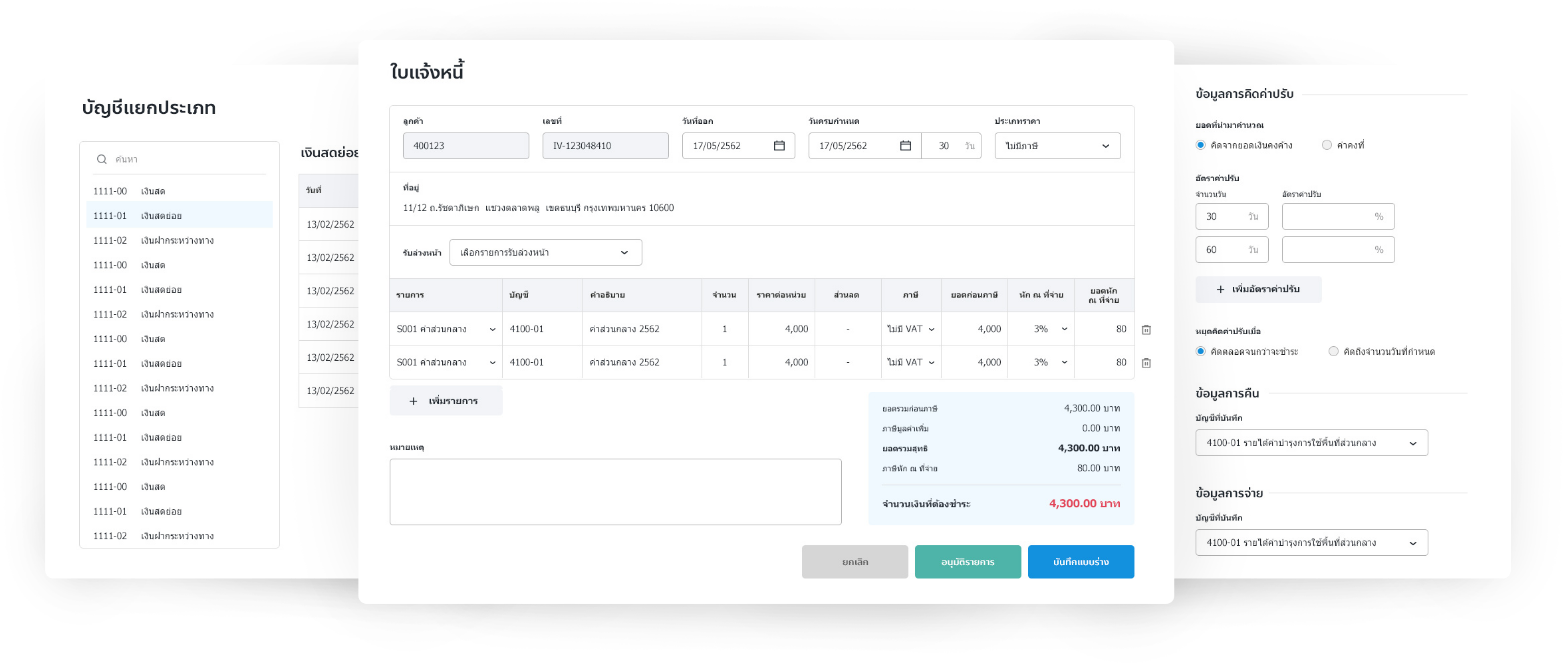 บัญชีแยกประเภท
ค้นหา
1111-00 เงินสด
1111-01 เงินสดย่อย
1111-02 เงินฝากระหว่างทาง
1111-00 เงินสด
1111-01 เงินสดย่อย
1111-02 เงินฝากระหว่างทาง
1111-00 เงินสด
1111-01 เงินสดย่อย
1111-02 เงินฝากระหว่างทาง
1111-00 เงินสด
1111-01 เงินสดย่อย
1111-02 เงินฝากระหว่างทาง
1111-00 เงินสด
1111-01 เงินสดย่อย
1111-02 เงินฝากระหว่างทาง
เงินสดย่อย
วันที่
13/02/2562
13/02/2562
13/02/2562
13/02/2562
13/02/2562
13/02/2562
ใบแจ้งหนี้
ลูกค้า เลขที่ วันที่ออก วันครบกำหนด ประเภทราคา
400123 IV-123048410 17/05/2562 17/05/2562 30 วัน ไม่มีภาษี
ที่อยู่
11/12 ถ.รัชดาภิเษก แขวงตลาดพลู เขตธนบุรี กรุงเทพมหานคร 10600
รับล่วงหน้า เลือกรายการรับล่วงหน้า
รายการ บัญชี คำอธิบาย จำนวน ราคาต่อหน่วย ส่วนลด ภาษี ยอดก่อนภาษี หัก ณ ที่จ่าย ยอดหัก
ณ ที่จ่าย
S001 ค่าส่วนกลาง 4100-01 ค่าส่วนกลาง 2562 1 4,000 - ไม่มี VAT 4,000 3% 80
S001 ค่าส่วนกลาง 4100-01 ค่าส่วนกลาง 2562 1 4,000 - ไม่มี VAT 4,000 3% 80
+ เพิ่มรายการ
หมายเหตุ
ยอดรวมก่อนภาษี 4,300.00 บาท
ภาษีมูลค่าเพิ่ม 0.00 บาท
ยอดรวมสุทธิ 4,300.00 บาท
ภาษีหัก ณ ที่จ่าย 80.00 บาท
จำนวนเงินที่ต้องชำระ 4,300.00 บาท
ยกเลิก อนุมัติรายการ บันทึกแบบร่าง
ข้อมูลการคิดค่าปรับ
ยอดที่นำมาคำนวณ
คิดจากยอดเงินคงค้าง ค่าคงที่
อัตราค่าปรับ
จำนวนวัน อัตราค่าปรับ
30 วัน %
60 วัน %
+ เพิ่มอัตราค่าปรับ
หยุดคิดค่าปรับเมื่อ
คิดตลอดจนกว่าจะชำระ คิดถึงจำนวนวันที่กำหนด
ข้อมูลการคืน
บัญชีที่บันทึก
4100-01 รายได้ค่าบำรุงการใช้พื้นที่ส่วนกลาง
ข้อมูลการจ่าย
บัญชีที่บันทึก
4100-01 รายได้ค่าบำรุงการใช้พื้นที่ส่วนกลาง